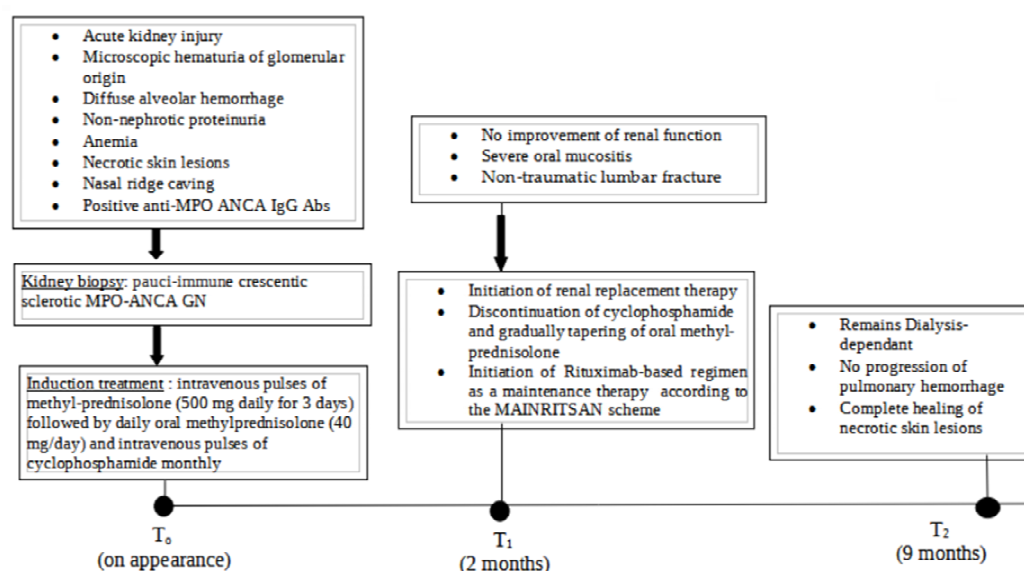 • Acute kidney injury
• Microscopic hematuria of glomerular
origin
• Diffuse alveolar hemorrhage
• Non-nephrotic proteinuria
• Anemia
• Necrotic skin lesions
• Nasal ridge caving
• Positive anti-MPO ANCA IgG Abs
Kidney biopsy: pauci-immune crescentic
sclerotic MPO-ANCA GN
Induction treatment : intravenous pulses of
methyl-prednisolone (500 mg daily for 3 days)
followed by daily oral methylprednisolone (40
mg/day) and intravenous pulses of
cyclophosphamide monthly
T₀
(on appearance)
• No improvement of renal function
• Severe oral mucositis
• Non-traumatic lumbar fracture
• Initiation of renal replacement therapy
• Discontinuation of cyclophosphamide
and gradually tapering of oral methyl-
prednisolone
• Initiation of Rituximab-based regimen
as a maintenance therapy according to
the MAINRITSAN scheme
T₁
(2 months)
• Remains Dialysis-
dependant
• No progression of
pulmonary hemorrhage
• Complete healing of
necrotic skin lesions
T₂
(9 months)